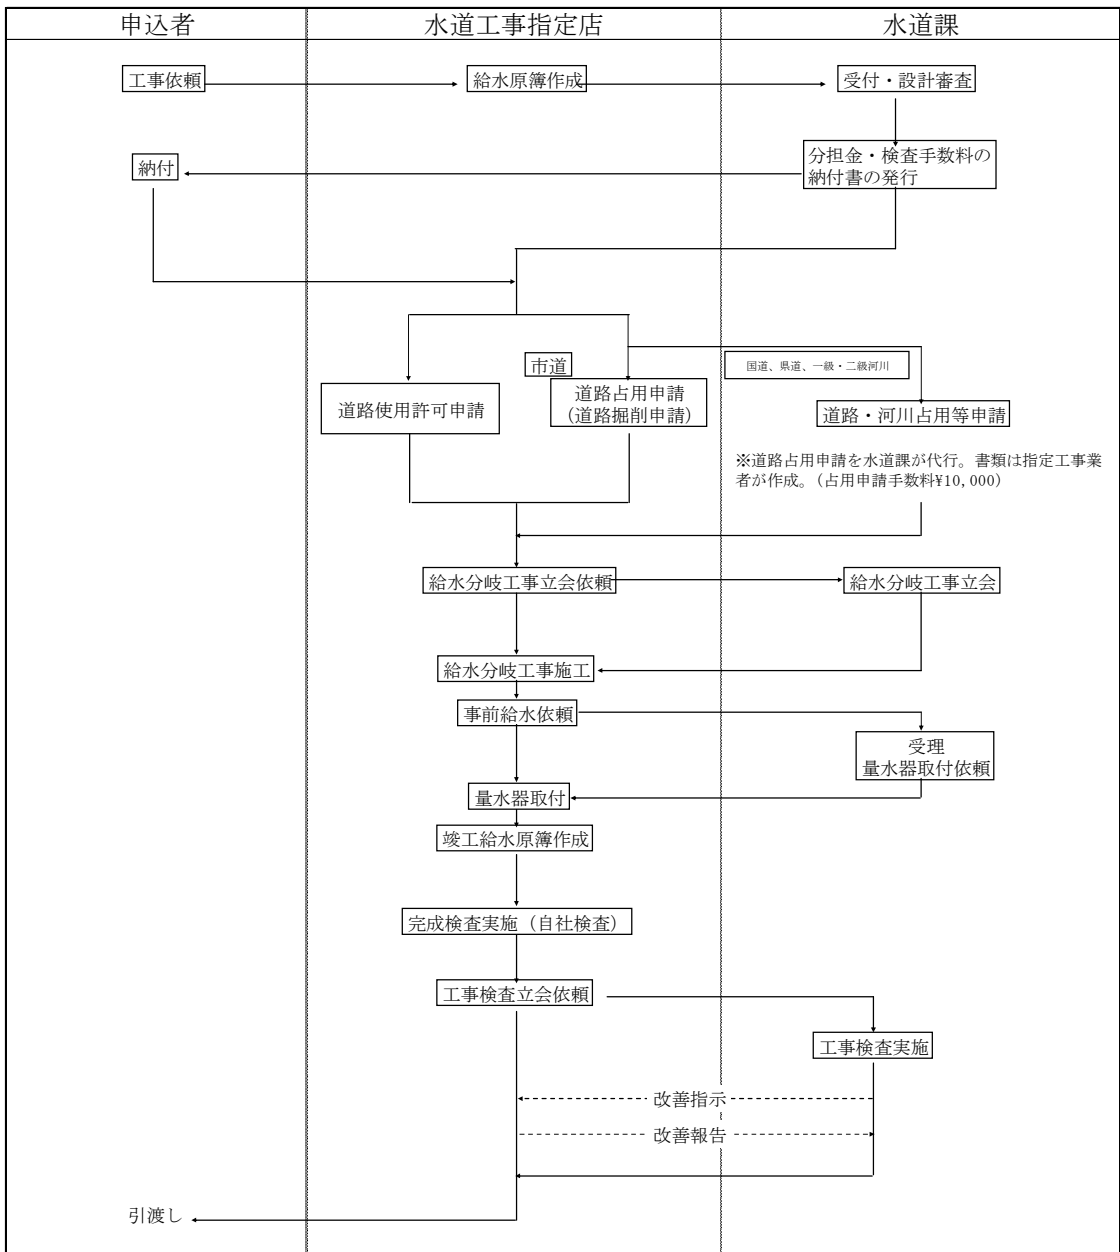 申込者
水道工事指定店
水道課
工事依頼
給水原簿作成
受付・設計審査
納付
分担金・検査手数料の
納付書の発行
市道
国道、県道、一級・二級河川
道路使用許可申請
道路占用申請
(道路掘削申請)
道路・河川占用等申請
※道路占用申請を水道課が代行。書類は指定工事業
者が作成。(占用申請手数料¥10,000)
給水分岐工事立会依頼
給水分岐工事立会
給水分岐工事施工
事前給水依頼
受理
量水器取付依頼
量水器取付
竣工給水原簿作成
完成検査実施（自社検査）
工事検査立会依頼
工事検査実施
改善指示
改善報告
引渡し